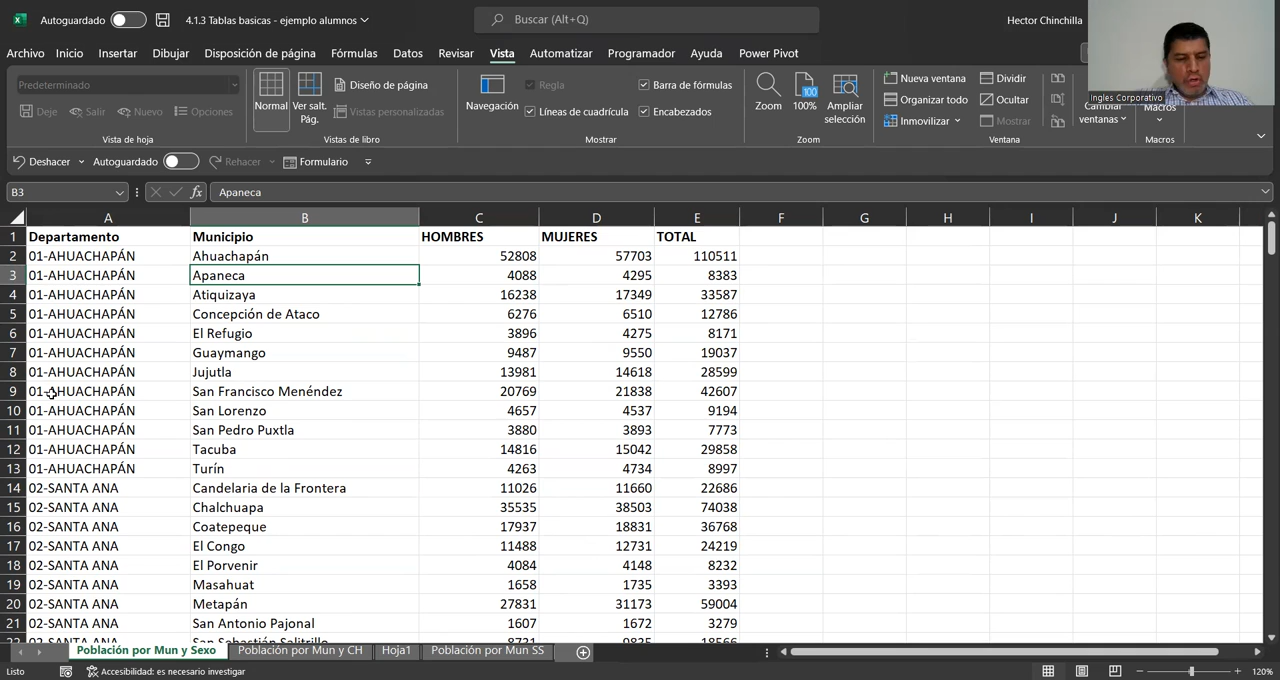 Autoguardado
4.1.3 Tablas basicas - ejemplo alumnos
Buscar (Alt+Q)
Hector Chinchilla
Archivo Inicio Insertar Dibujar Disposición de página Fórmulas Datos Revisar Vista Automatizar Programador Ayuda Power Pivot
Predeterminado
Deje Salir Nuevo Opciones
Vista de hoja
Normal
Ver salt. Pág.
Diseño de página
Vistas personalizadas
Vistas de libro
Navegación
Regla
Barra de fórmulas
Líneas de cuadrícula
Encabezados
Mostrar
Zoom
100
100%
Ampliar selección
Zoom
Nueva ventana
Organizar todo
Inmovilizar
Dividir
Ocultar
Mostrar
Cambiar ventanas
Ventana
Macros
Macros
Ingles Corporativo
Deshacer Autoguardado Rehacer Formulario
B3 fx Apaneca
A B C D E F G H I J K
1 Departamento Municipio HOMBRES MUJERES TOTAL
2 01-AHUACHAPÁN Ahuachapán 52808 57703 110511
3 01-AHUACHAPÁN Apaneca 4088 4295 8383
4 01-AHUACHAPÁN Atiquizaya 16238 17349 33587
5 01-AHUACHAPÁN Concepción de Ataco 6276 6510 12786
6 01-AHUACHAPÁN El Refugio 3896 4275 8171
7 01-AHUACHAPÁN Guaymango 9487 9550 19037
8 01-AHUACHAPÁN Jujutla 13981 14618 28599
9 01-AHUACHAPÁN San Francisco Menéndez 20769 21838 42607
10 01-AHUACHAPÁN San Lorenzo 4657 4537 9194
11 01-AHUACHAPÁN San Pedro Puxtla 3880 3893 7773
12 01-AHUACHAPÁN Tacuba 14816 15042 29858
13 01-AHUACHAPÁN Turín 4263 4734 8997
14 02-SANTA ANA Candelaria de la Frontera 11026 11660 22686
15 02-SANTA ANA Chalchuapa 35535 38503 74038
16 02-SANTA ANA Coatepeque 17937 18831 36768
17 02-SANTA ANA El Congo 11488 12731 24219
18 02-SANTA ANA El Porvenir 4084 4148 8232
19 02-SANTA ANA Masahuat 1658 1735 3393
20 02-SANTA ANA Metapán 27831 31173 59004
21 02-SANTA ANA San Antonio Pajonal 1607 1672 3279
22 02-SANTA ANA San Sebastián Salitrillo 8731 9835 18566
Población por Mun y Sexo Población por Mun y CH Hoja1 Población por Mun SS
Listo Accesibilidad: es necesario investigar 120%